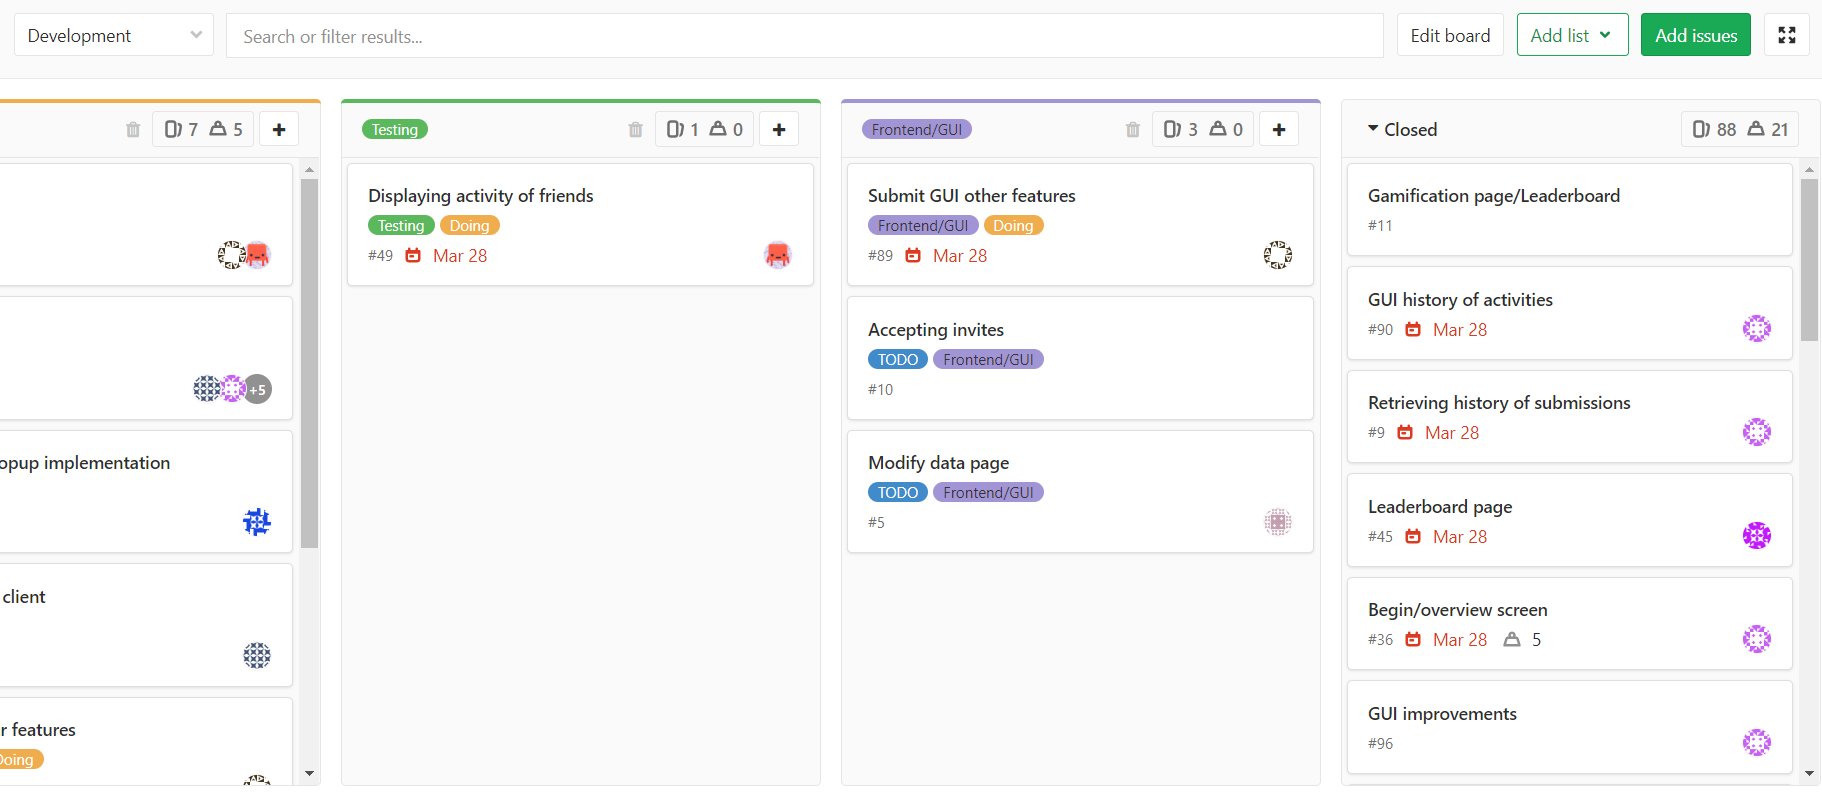 Development
Search or filter results...
Edit board
Add list
Add issues
7 5
opup implementation
client
r features
Doing
+5
Testing
1 0
Displaying activity of friends
Testing Doing
#49 Mar 28
Frontend/GUI
3 0
Submit GUI other features
Frontend/GUI Doing
#89 Mar 28
Accepting invites
TODO Frontend/GUI
#10
Modify data page
TODO Frontend/GUI
#5
Closed
88 21
Gamification page/Leaderboard
#11
GUI history of activities
#90 Mar 28
Retrieving history of submissions
#9 Mar 28
Leaderboard page
#45 Mar 28
Begin/overview screen
#36 Mar 28 5
GUI improvements
#96